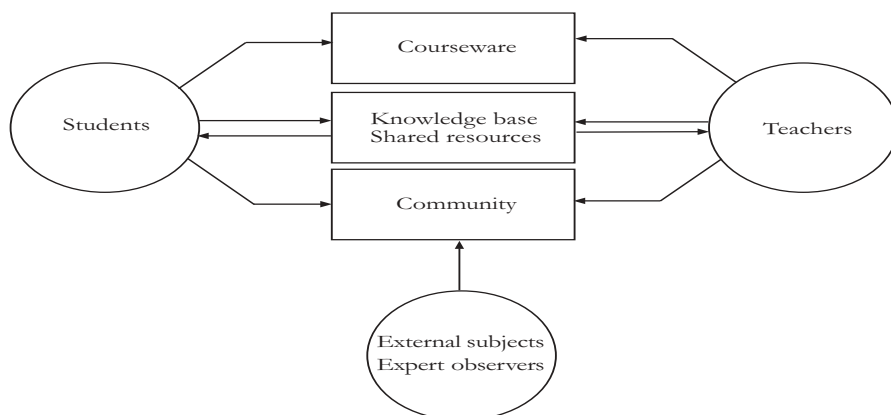 Courseware
Students
Knowledge base
Shared resources
Teachers
Community
External subjects
Expert observers